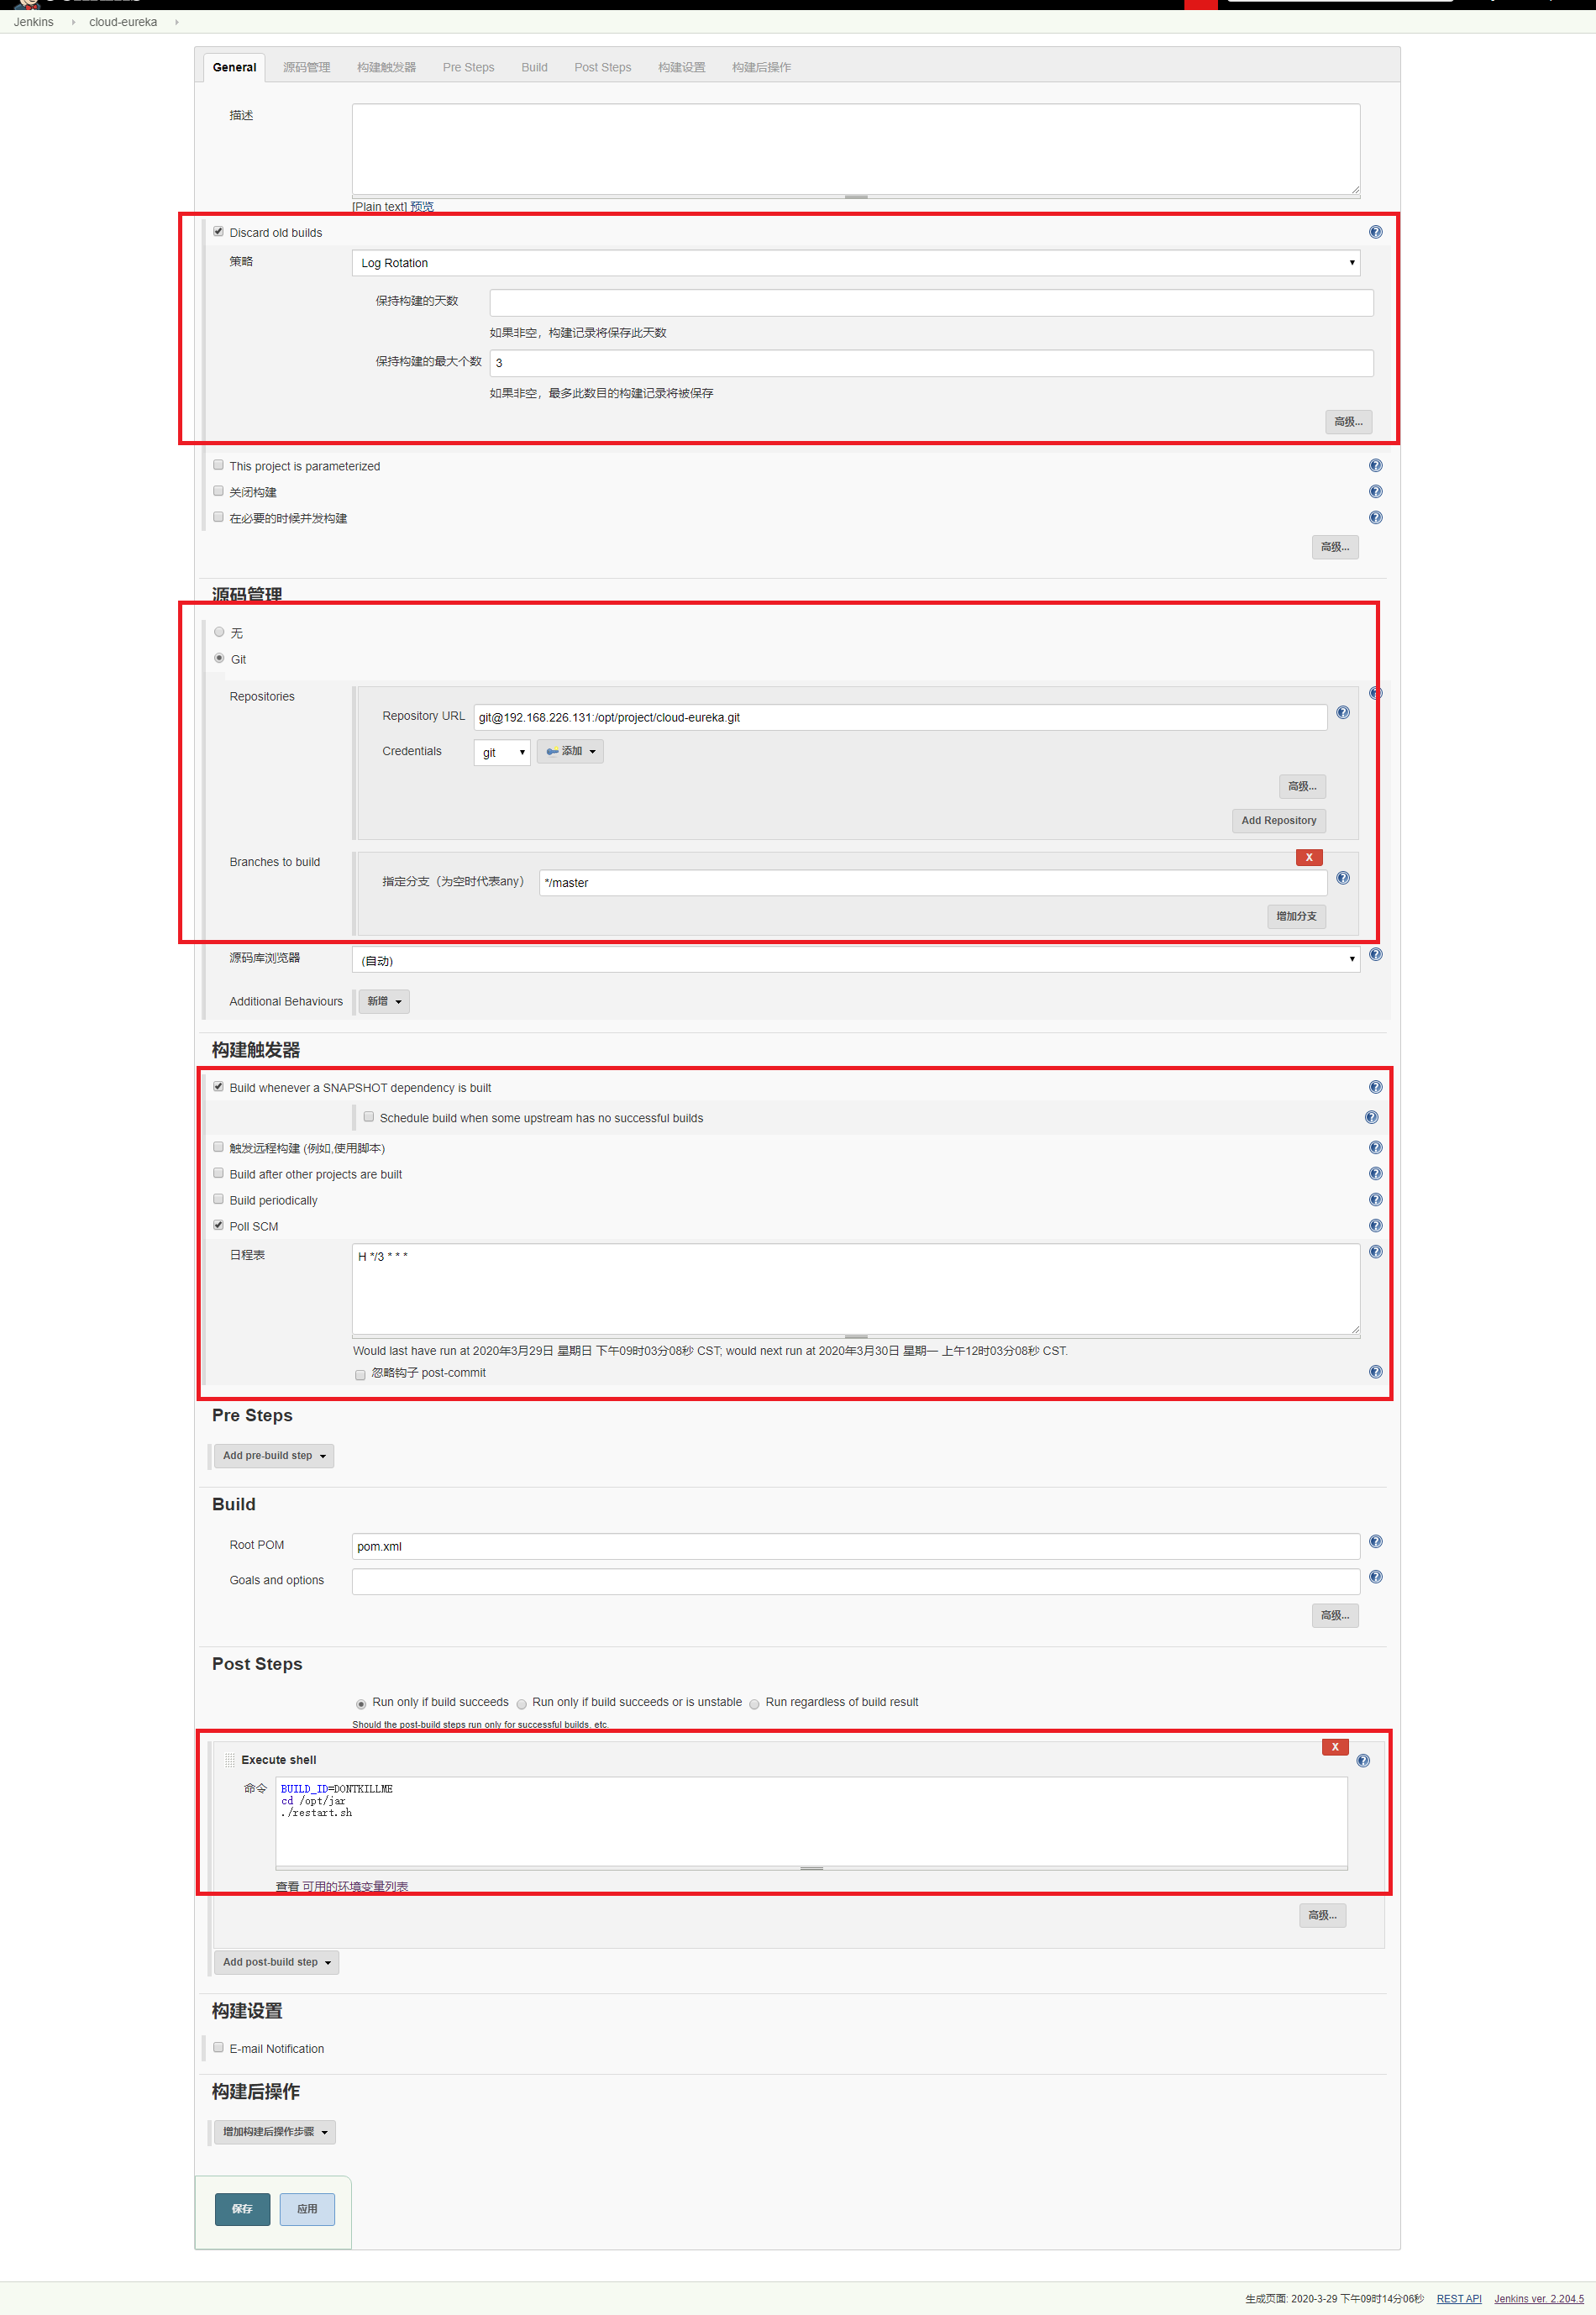 Jenkins cloud-eureka
General 源码管理 构建触发器 Pre Steps Build Post Steps 构建设置 构建后操作
描述
[Plain text] 预览
Discard old builds
策略 Log Rotation
保持构建的天数
如果非空，构建记录将保存此天数
保持构建的最大个数 3
如果非空，最多此数目的构建记录将被保存
高级...
This project is parameterized
关闭构建
在必要的时候并发构建
高级...
源码管理
无
Git
Repositories
Repository URL git@192.168.226.131:/opt/project/cloud-eureka.git
Credentials git 添加
高级...
Add Repository
X
Branches to build
指定分支（为空时代表any） */master
增加分支
源码库浏览器 (自动)
Additional Behaviours 新增
构建触发器
Build whenever a SNAPSHOT dependency is built
Schedule build when some upstream has no successful builds
触发远程构建 (例如,使用脚本)
Build after other projects are built
Build periodically
Poll SCM
日程表 H */3 * * *
Would last have run at 2020年3月29日 星期日 下午09时03分08秒 CST; would next run at 2020年3月30日 星期一 上午12时03分08秒 CST.
忽略钩子 post-commit
Pre Steps
Add pre-build step
Build
Root POM pom.xml
Goals and options
高级...
Post Steps
Run only if build succeeds Run only if build succeeds or is unstable Run regardless of build result
Should the post-build steps run only for successful builds, etc.
X
Execute shell
命令 BUILD_ID=DONTKILLME
cd /opt/jar
./restart.sh
查看 可用的环境变量列表
高级...
Add post-build step
构建设置
E-mail Notification
构建后操作
增加构建后操作步骤
保存 应用
生成页面: 2020-3-29 下午09时14分06秒 REST API Jenkins ver. 2.204.5